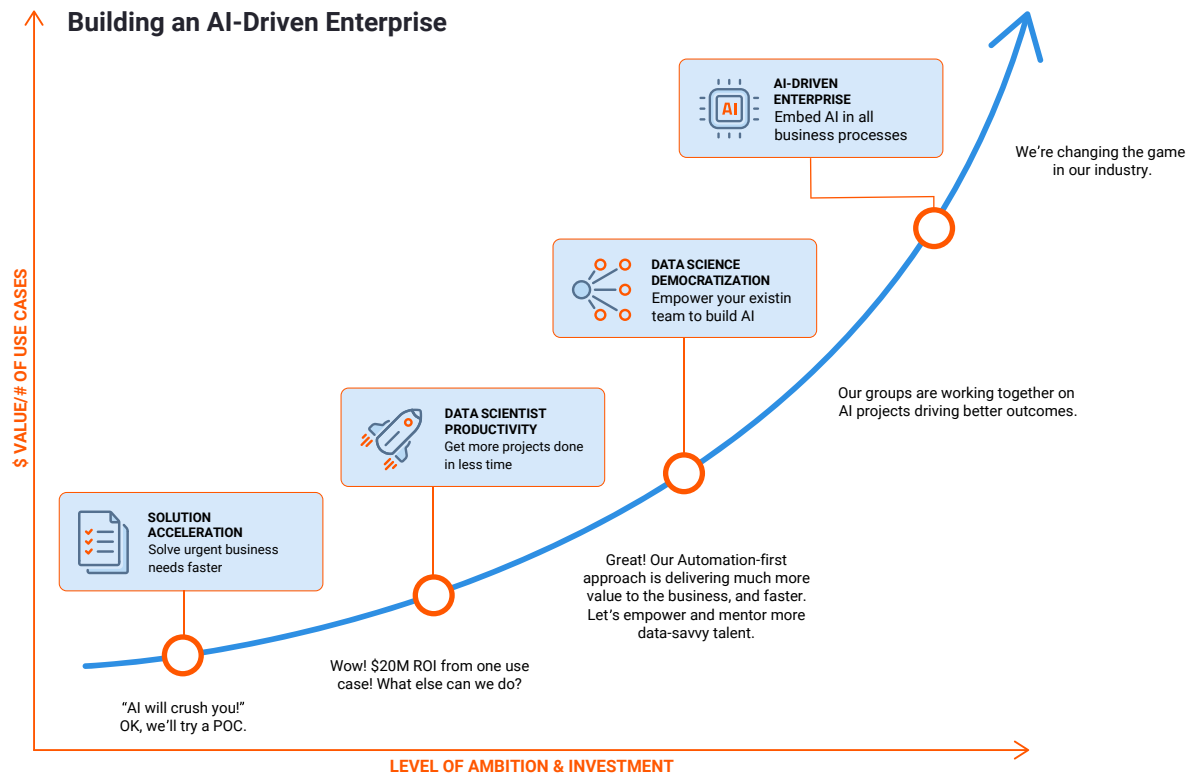 Building an AI-Driven Enterprise
AI
AI-DRIVEN
ENTERPRISE
Embed AI in all
business processes
We're changing the game
in our industry.
DATA SCIENCE
DEMOCRATIZATION
Empower your existin
team to build AI
$ VALUE/# OF USE CASES
Our groups are working together on
AI projects driving better outcomes.
DATA SCIENTIST
PRODUCTIVITY
Get more projects done
in less time
SOLUTION
ACCELERATION
Solve urgent business
needs faster
Great! Our Automation-first
approach is delivering much more
value to the business, and faster.
Let's empower and mentor more
data-savvy talent.
Wow! $20M ROI from one use
case! What else can we do?
“AI will crush you!”
OK, we'll try a POC.
LEVEL OF AMBITION & INVESTMENT